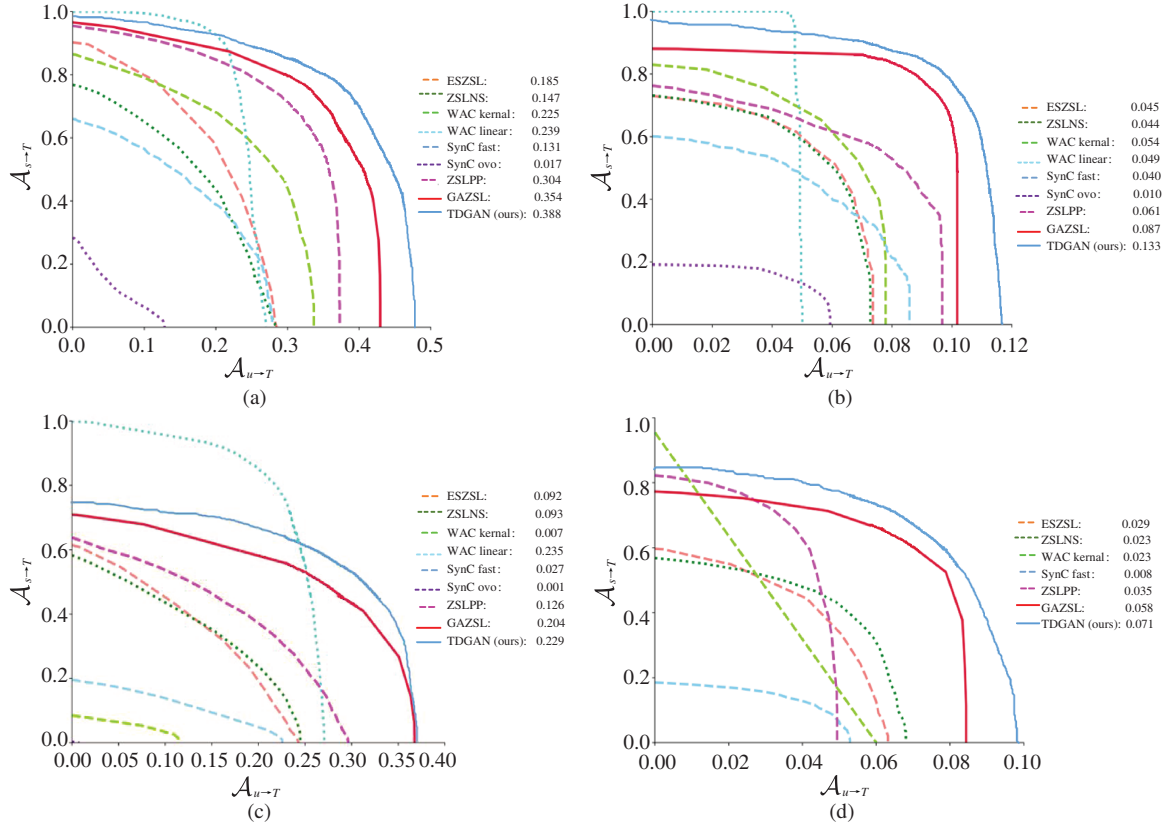 1.0
0.8
0.6
0.4
0.2
0.0
0.0 0.1 0.2 0.3 0.4 0.5
𝒜s→T
𝒜u→T
ESZSL: 0.185
ZSLNS: 0.147
WAC kernal: 0.225
WAC linear: 0.239
SynC fast: 0.131
SynC ovo: 0.017
ZSLPP: 0.304
GAZSL: 0.354
TDGAN (ours): 0.388
(a)
1.0
0.8
0.6
0.4
0.2
0.0
0.00 0.02 0.04 0.06 0.08 0.10 0.12
𝒜s→T
𝒜u→T
ESZSL: 0.045
ZSLNS: 0.044
WAC kernal: 0.054
WAC linear: 0.049
SynC fast: 0.040
SynC ovo: 0.010
ZSLPP: 0.061
GAZSL: 0.087
TDGAN (ours): 0.133
(b)
1.0
0.8
0.6
0.4
0.2
0.0
0.00 0.05 0.10 0.15 0.20 0.25 0.30 0.35 0.40
𝒜s→T
𝒜u→T
ESZSL: 0.092
ZSLNS: 0.093
WAC kernal: 0.007
WAC linear: 0.235
SynC fast: 0.027
SynC ovo: 0.001
ZSLPP: 0.126
GAZSL: 0.204
TDGAN (ours): 0.229
(c)
1.0
0.8
0.6
0.4
0.2
0.0
0.00 0.02 0.04 0.06 0.08 0.10
𝒜s→T
𝒜u→T
ESZSL: 0.029
ZSLNS: 0.023
WAC kernal: 0.023
SynC fast: 0.008
ZSLPP: 0.035
GAZSL: 0.058
TDGAN (ours): 0.071
(d)